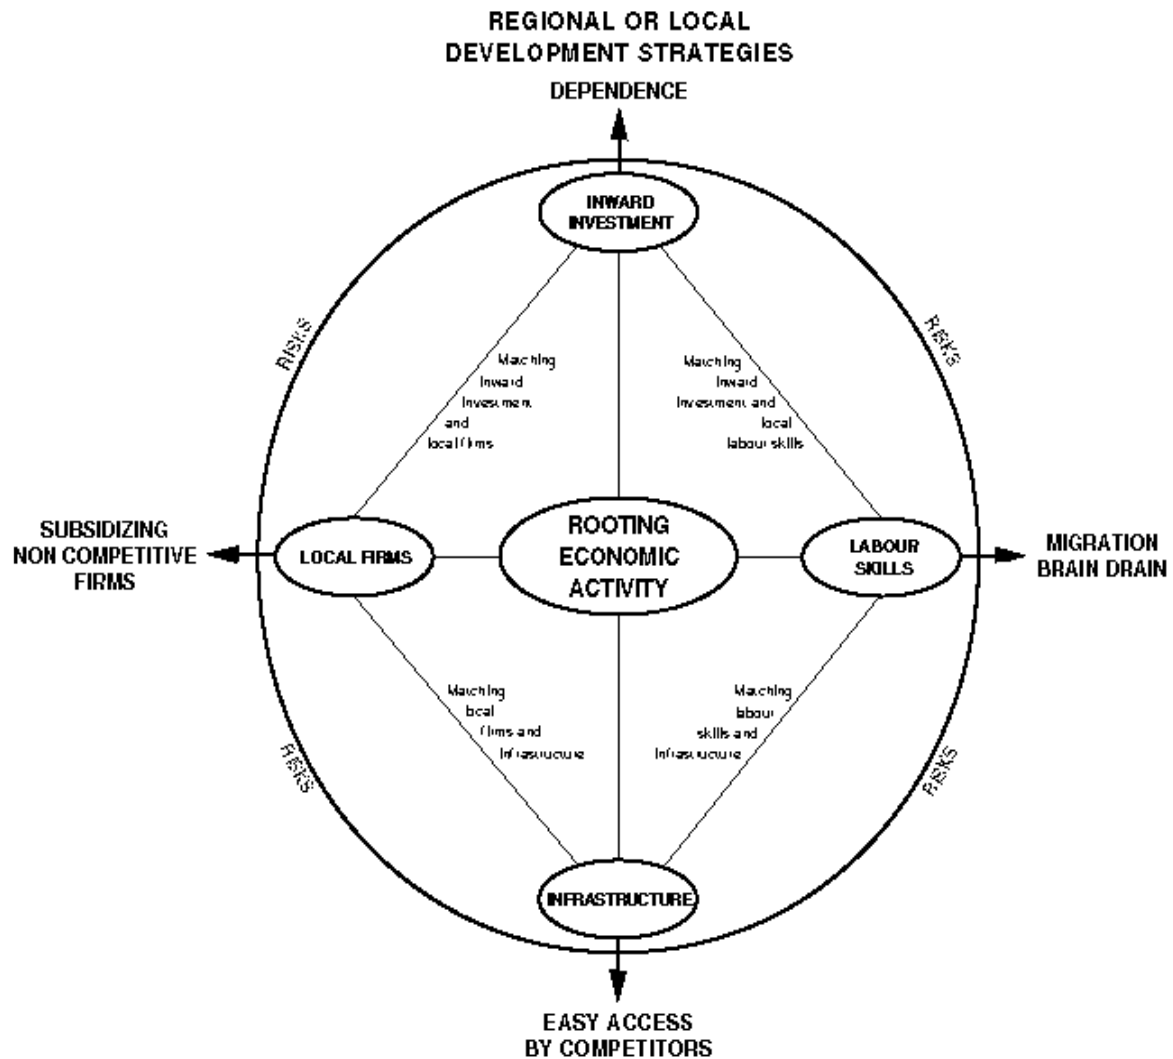 REGIONAL OR LOCAL
DEVELOPMENT STRATEGIES
DEPENDENCE
INWARD
INVESTMENT
RISKS
RISKS
Matching
Inward
Investment
and
local firms
Matching
Inward
Investment and
local
labour skills
SUBSIDIZING
NON COMPETITIVE
FIRMS
LOCAL FIRMS
ROOTING
ECONOMIC
ACTIVITY
LABOUR
SKILLS
MIGRATION
BRAIN DRAIN
Matching
local
firms and
Infrastructure
Matching
labour
skills and
Infrastructure
RISKS
RISKS
INFRASTRUCTURE
EASY ACCESS
BY COMPETITORS